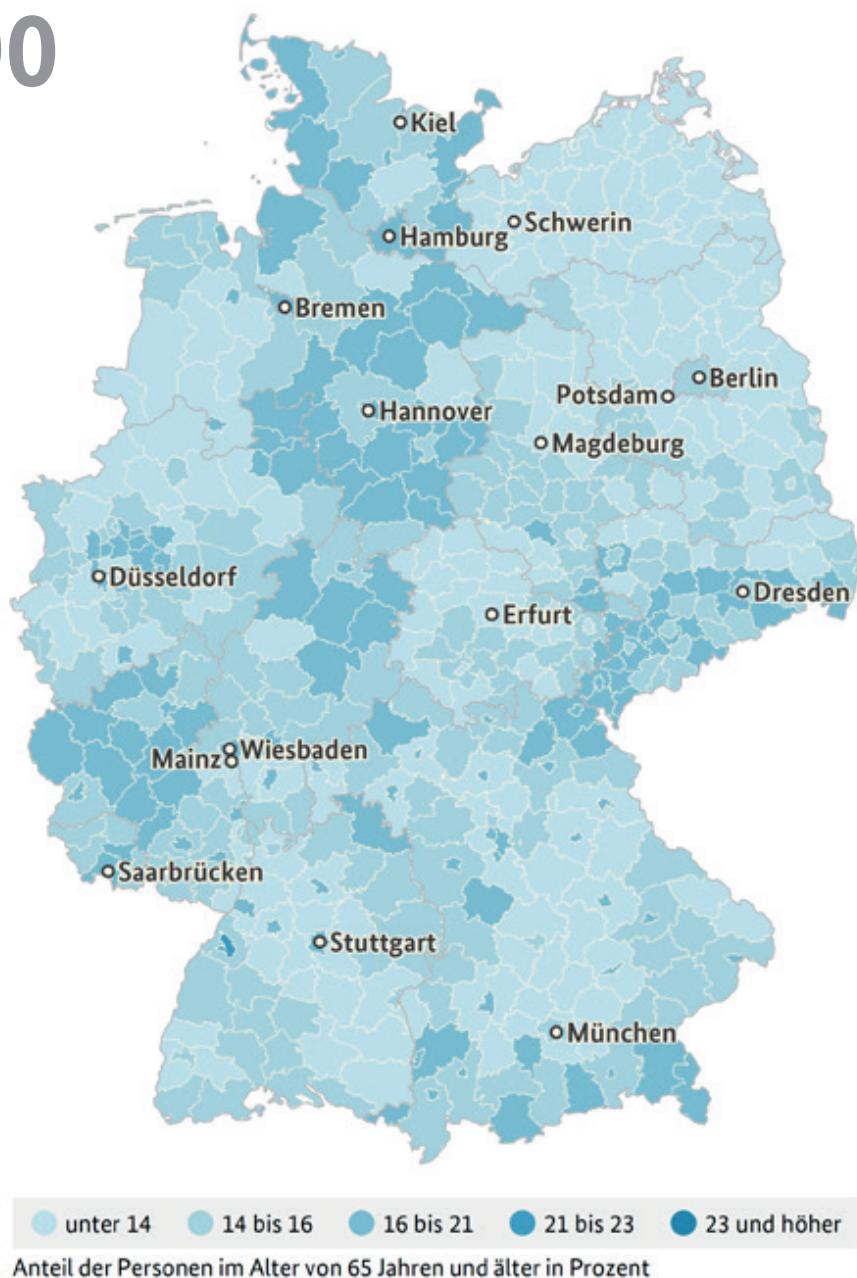 90
Kiel
Schwerin
Hamburg
Bremen
Berlin
Potsdam
Hannover
Magdeburg
Düsseldorf
Dresden
Erfurt
Wiesbaden
Mainz
Saarbrücken
Stuttgart
München
unter 14 14 bis 16 16 bis 21 21 bis 23 23 und höher
Anteil der Personen im Alter von 65 Jahren und älter in Prozent